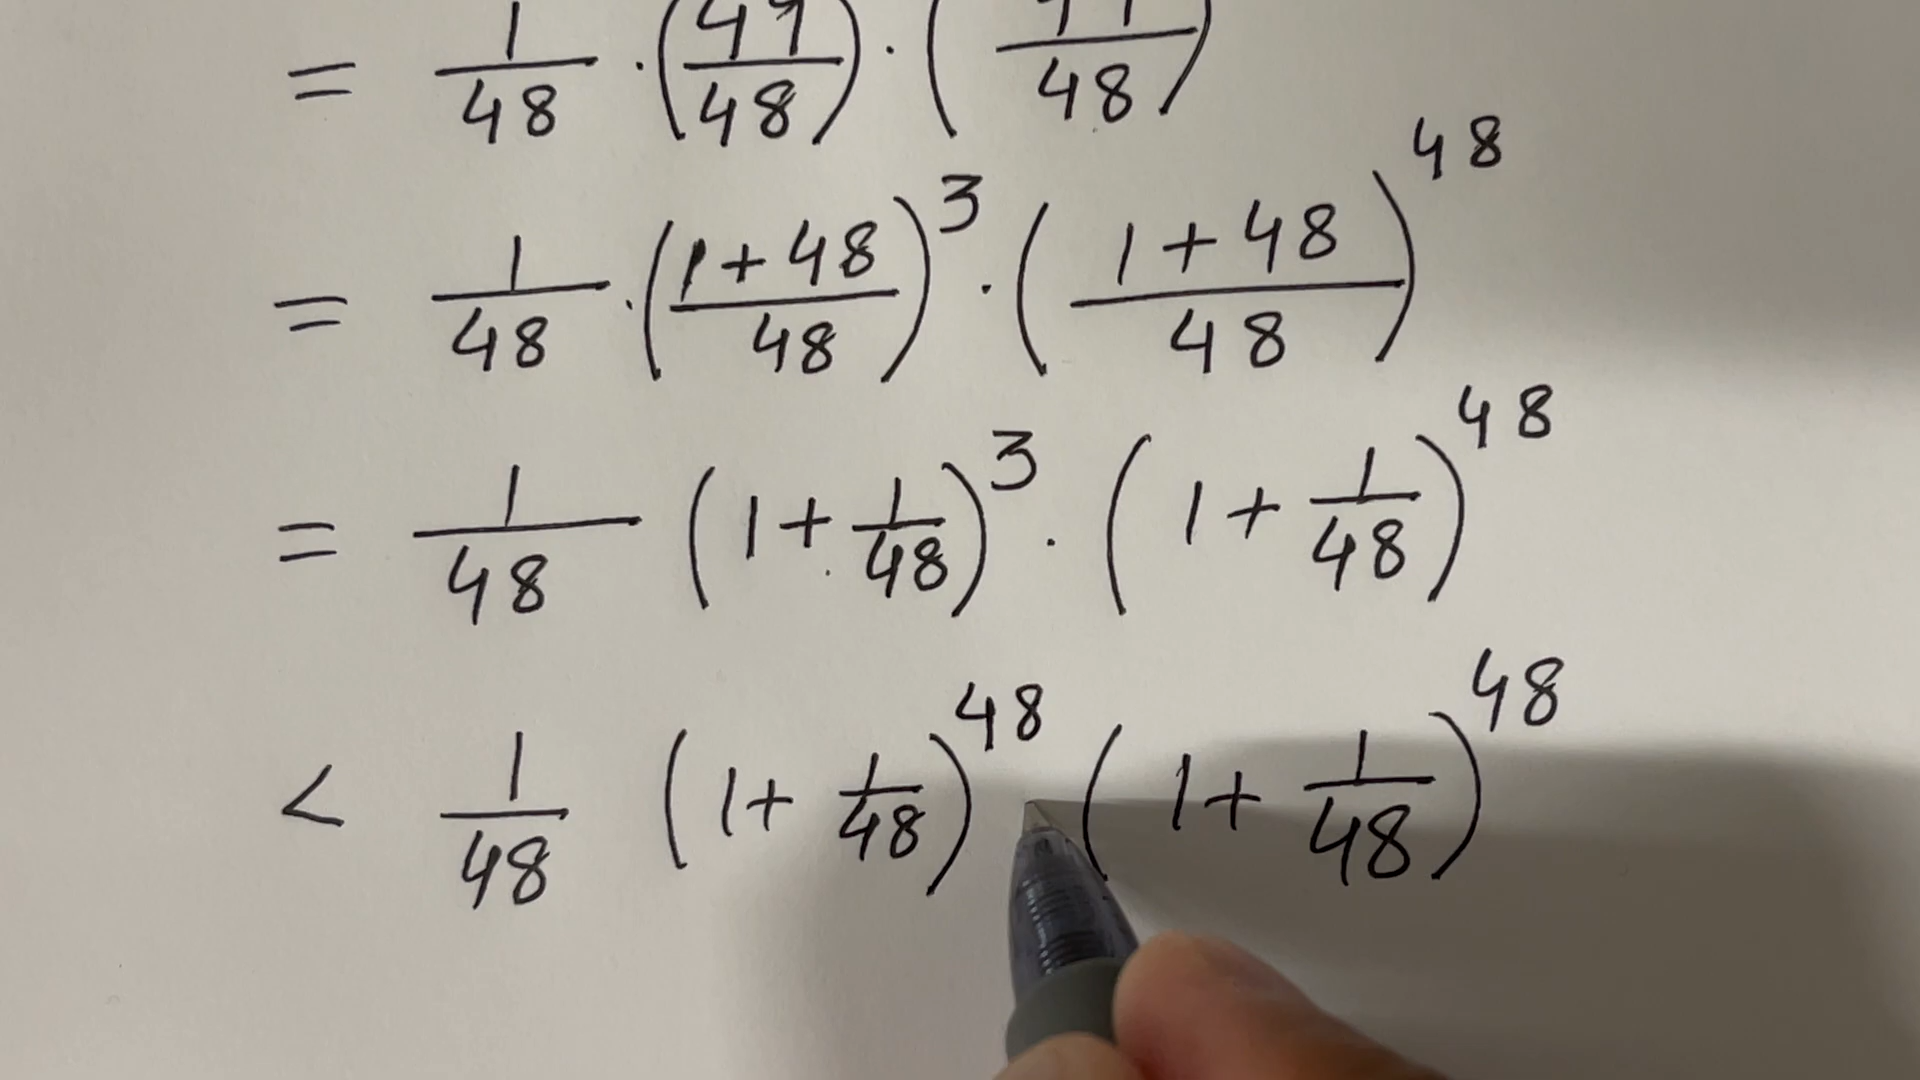 = 1/48 · (49/48) · (49/48)
= 1/48 · ((1+48)/48)^3 · ((1+48)/48)^48
= 1/48 (1+1/48)^3 · (1+1/48)^48
< 1/48 (1+1/48)^48 (1+1/48)^48